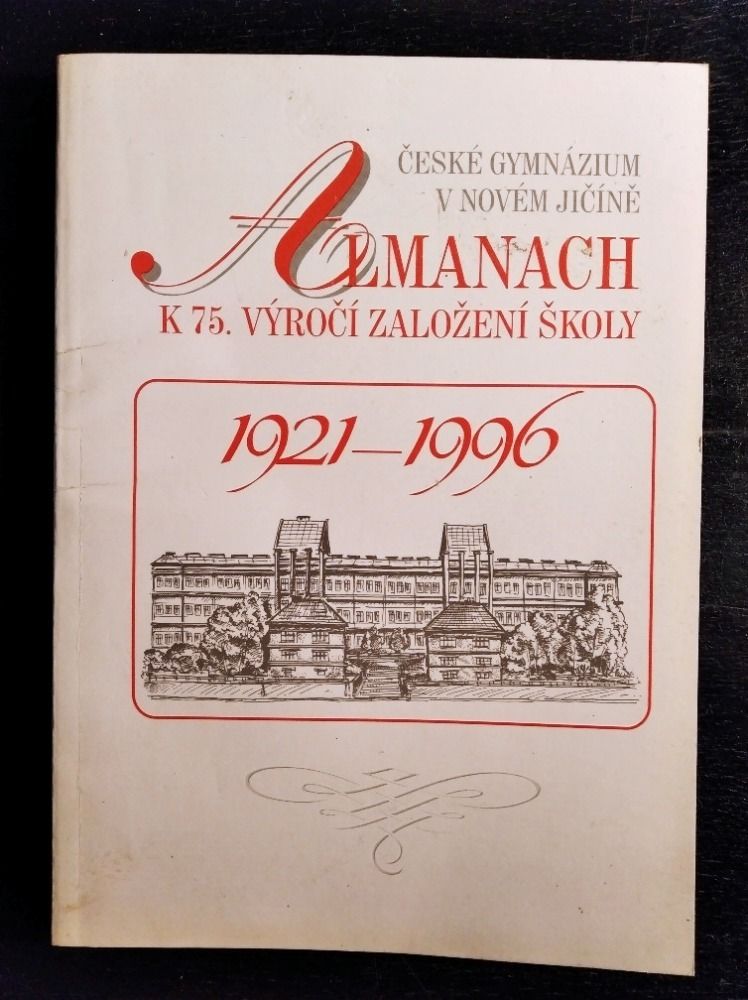 ČESKÉ GYMNÁZIUM
V NOVÉM JIČÍNĚ
ALMANACH
K 75. VÝROČÍ ZALOŽENÍ ŠKOLY
1921–1996